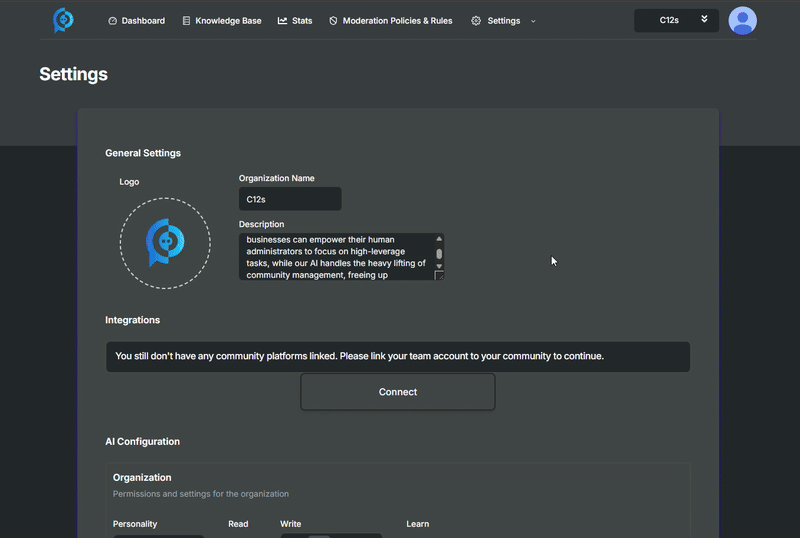 Dashboard
Knowledge Base
Stats
Moderation Policies & Rules
Settings
C12s
Settings
General Settings
Logo
Organization Name
C12s
Description
businesses can empower their human
administrators to focus on high-leverage
tasks, while our AI handles the heavy lifting of
community management, freeing up
Integrations
You still don't have any community platforms linked. Please link your team account to your community to continue.
Connect
AI Configuration
Organization
Permissions and settings for the organization
Personality
Read
Write
Learn